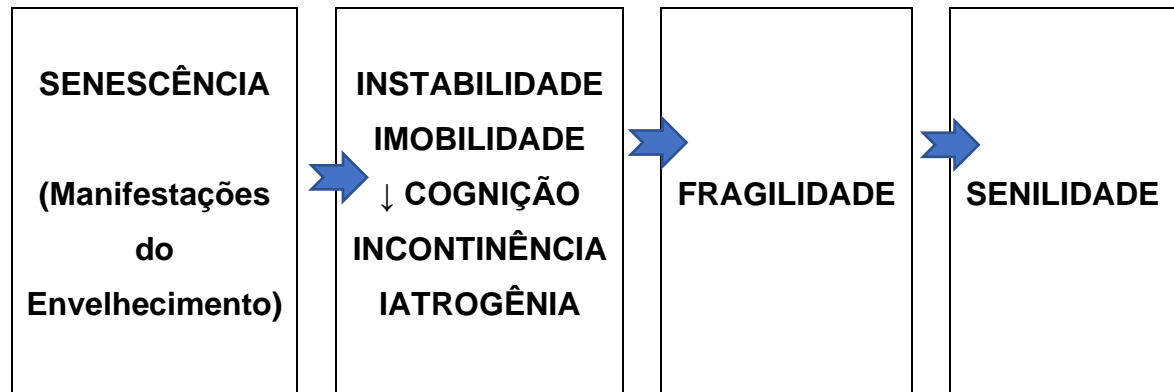 SENESCÊNCIA
(Manifestações
do
Envelhecimento)
INSTABILIDADE
IMOBILIDADE
↓ COGNIÇÃO
INCONTINÊNCIA
IATROGÊNIA
FRAGILIDADE
SENILIDADE